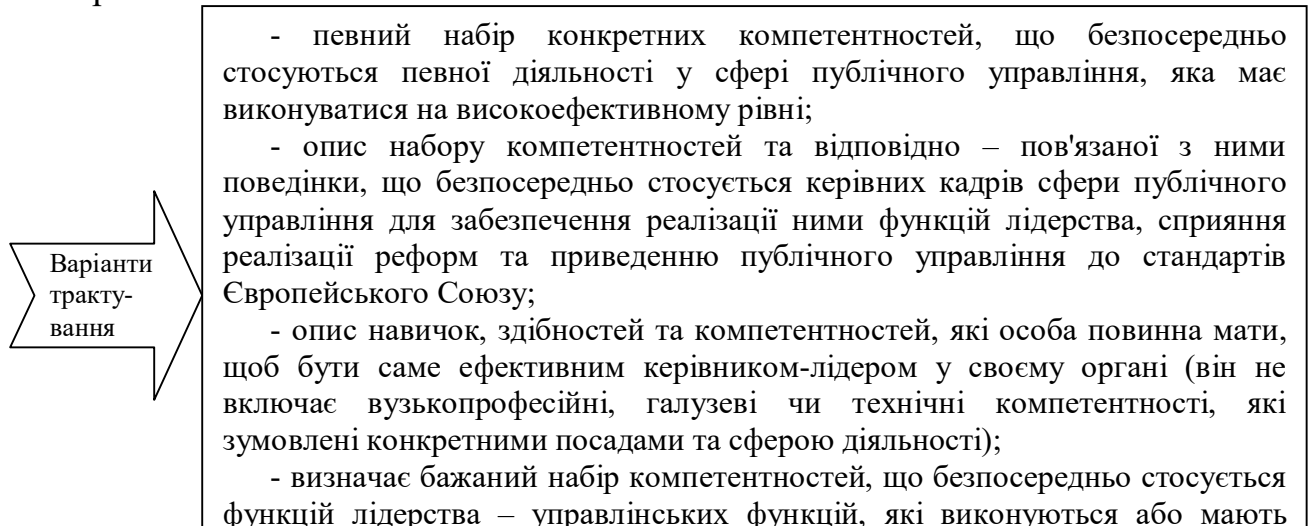 - певний набір конкретних компетентностей, що безпосередньо
стосуються певної діяльності у сфері публічного управління, яка має
виконуватися на високоефективному рівні;
- опис набору компетентностей та відповідно – пов'язаної з ними
поведінки, що безпосередньо стосується керівних кадрів сфери публічного
управління для забезпечення реалізації ними функцій лідерства, сприяння
реалізації реформ та приведенню публічного управління до стандартів
Європейського Союзу;
- опис навичок, здібностей та компетентностей, які особа повинна мати,
щоб бути саме ефективним керівником-лідером у своєму органі (він не
включає вузькопрофесійні, галузеві чи технічні компетентності, які
зумовлені конкретними посадами та сферою діяльності);
- визначає бажаний набір компетентностей, що безпосередньо стосується
функцій лідерства – управлінських функцій, які виконуються або мають
Варіанти
тракту-
вання